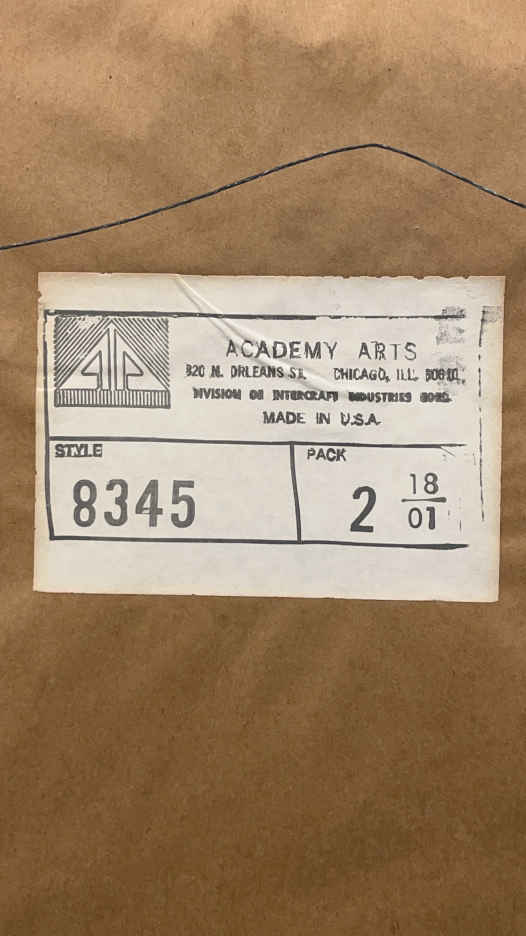 ACADEMY ARTS
820 N. ORLEANS ST. CHICAGO, ILL. 60610
DIVISION OF INTERCRAFT INDUSTRIES CORP.
MADE IN U.S.A.
STYLE
PACK
8345
2 18
01